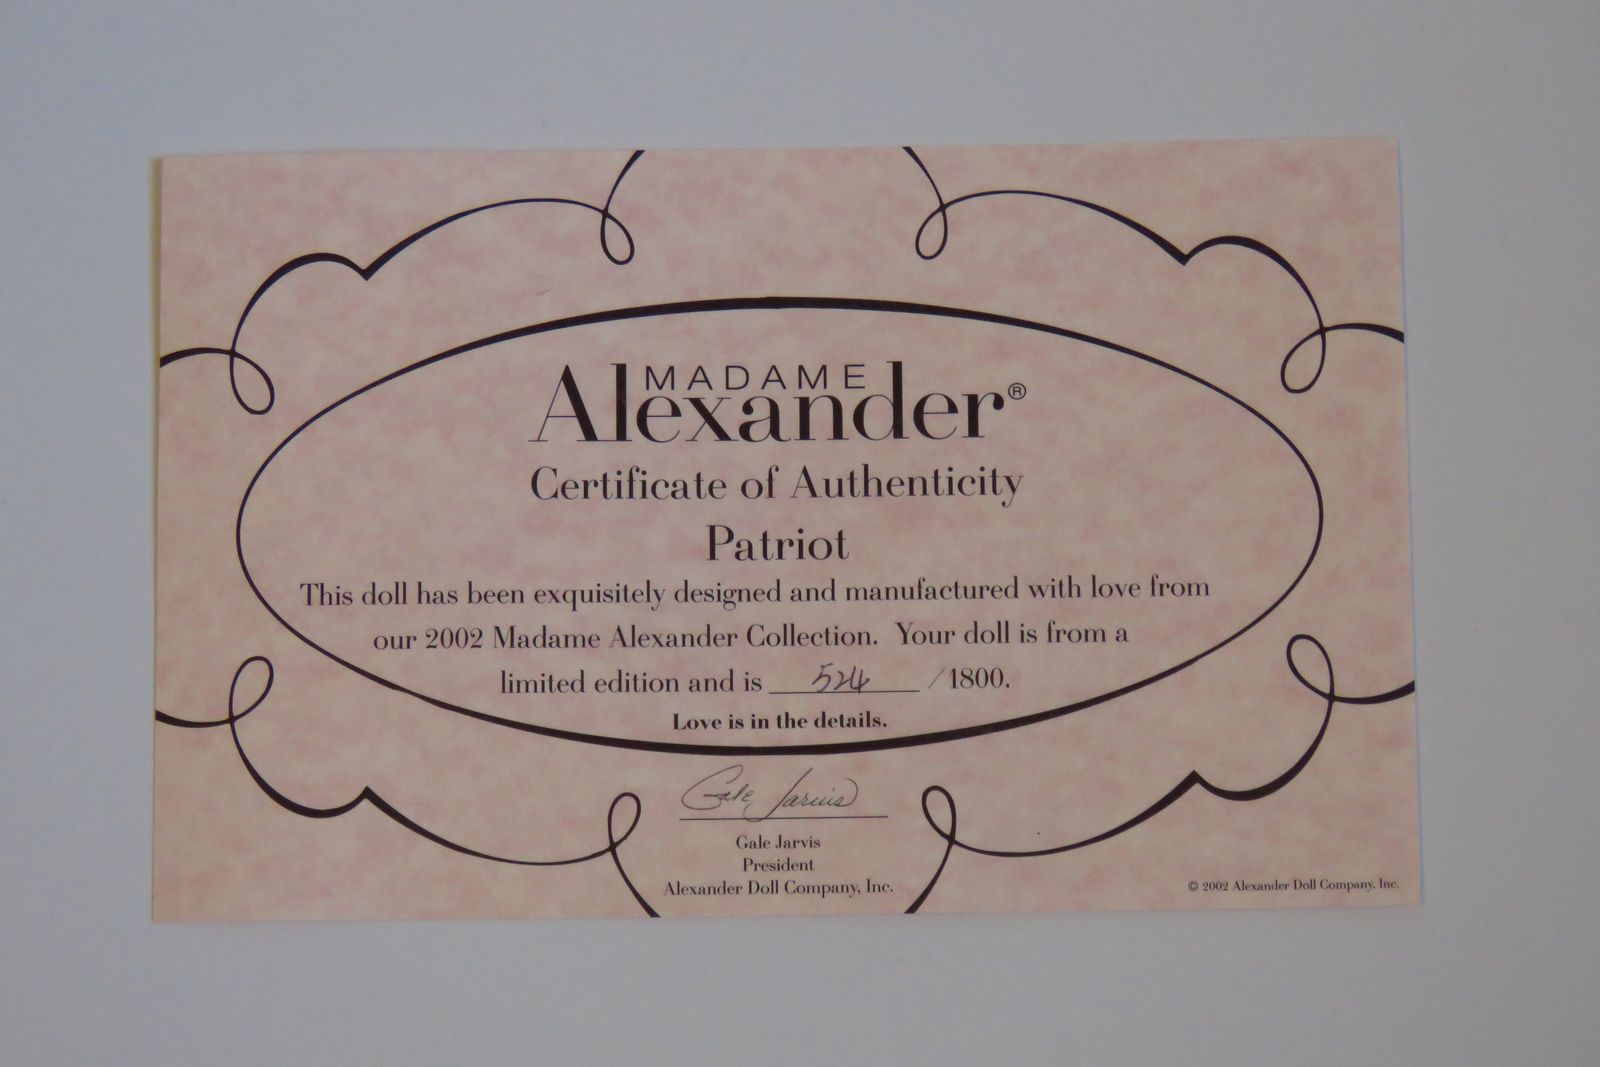 MADAME
Alexander®
Certificate of Authenticity
Patriot
This doll has been exquisitely designed and manufactured with love from
our 2002 Madame Alexander Collection. Your doll is from a
limited edition and is 524 /1800.
Love is in the details.
Gale Jarvis
Gale Jarvis
President
Alexander Doll Company, Inc.
© 2002 Alexander Doll Company, Inc.